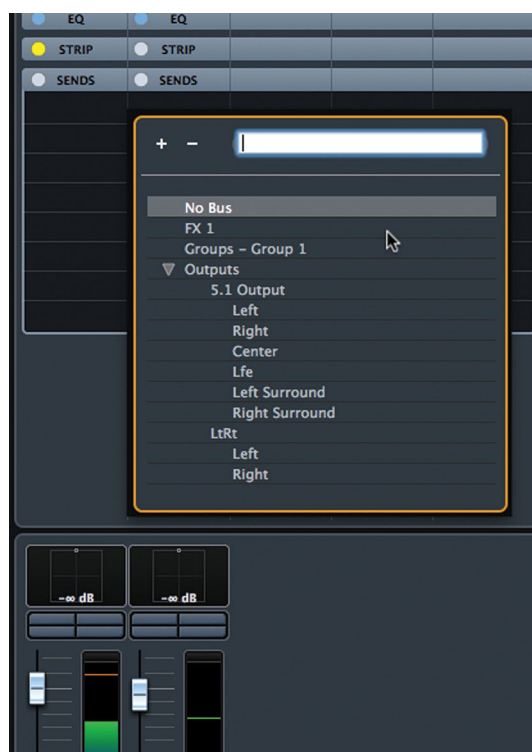 EQ EQ
STRIP STRIP
SENDS SENDS
+ −
No Bus
FX 1
Groups – Group 1
Outputs
5.1 Output
Left
Right
Center
Lfe
Left Surround
Right Surround
LtRt
Left
Right
-∞ dB -∞ dB